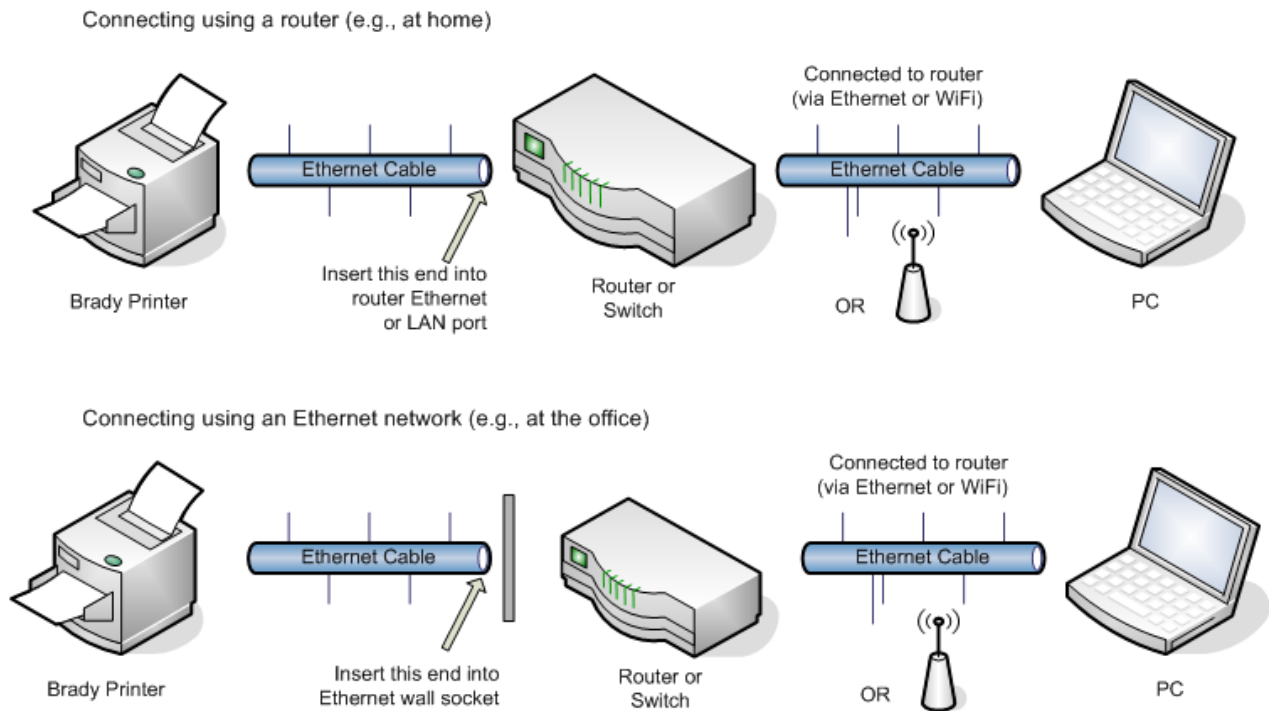 Connecting using a router (e.g., at home)
Connected to router
(via Ethernet or WiFi)
Ethernet Cable
Ethernet Cable
Insert this end into
router Ethernet
or LAN port
Brady Printer
Router or
Switch
OR
PC
Connecting using an Ethernet network (e.g., at the office)
Connected to router
(via Ethernet or WiFi)
Ethernet Cable
Ethernet Cable
Insert this end into
Ethernet wall socket
Brady Printer
Router or
Switch
OR
PC